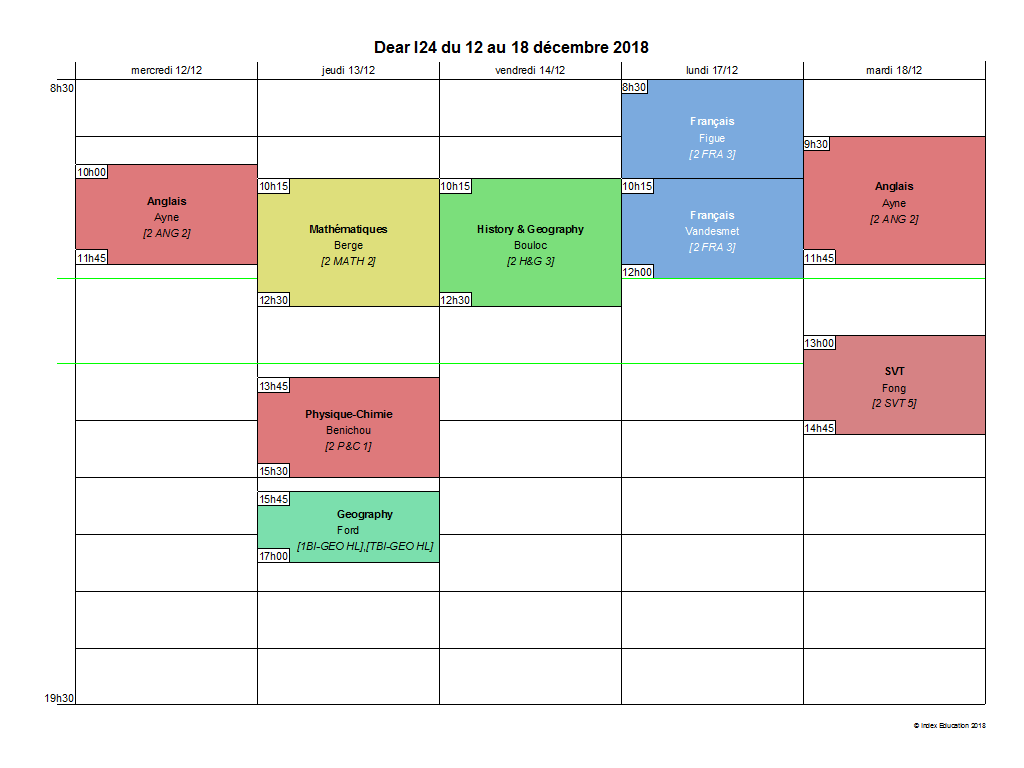 Dear I24 du 12 au 18 décembre 2018
mercredi 12/12
jeudi 13/12
vendredi 14/12
lundi 17/12
mardi 18/12
8h30
10h00
Anglais
Ayne
[2 ANG 2]
11h45
10h15
Mathématiques
Berge
[2 MATH 2]
12h30
13h45
Physique-Chimie
Benichou
[2 P&C 1]
15h30
15h45
Geography
Ford
[1BI-GEO HL],[TBI-GEO HL]
17h00
10h15
History & Geography
Bouloc
[2 H&G 3]
12h30
8h30
Français
Figue
[2 FRA 3]
10h15
Français
Vandesmet
[2 FRA 3]
12h00
9h30
Anglais
Ayne
[2 ANG 2]
11h45
13h00
SVT
Fong
[2 SVT 5]
14h45
19h30
© Index Education 2018